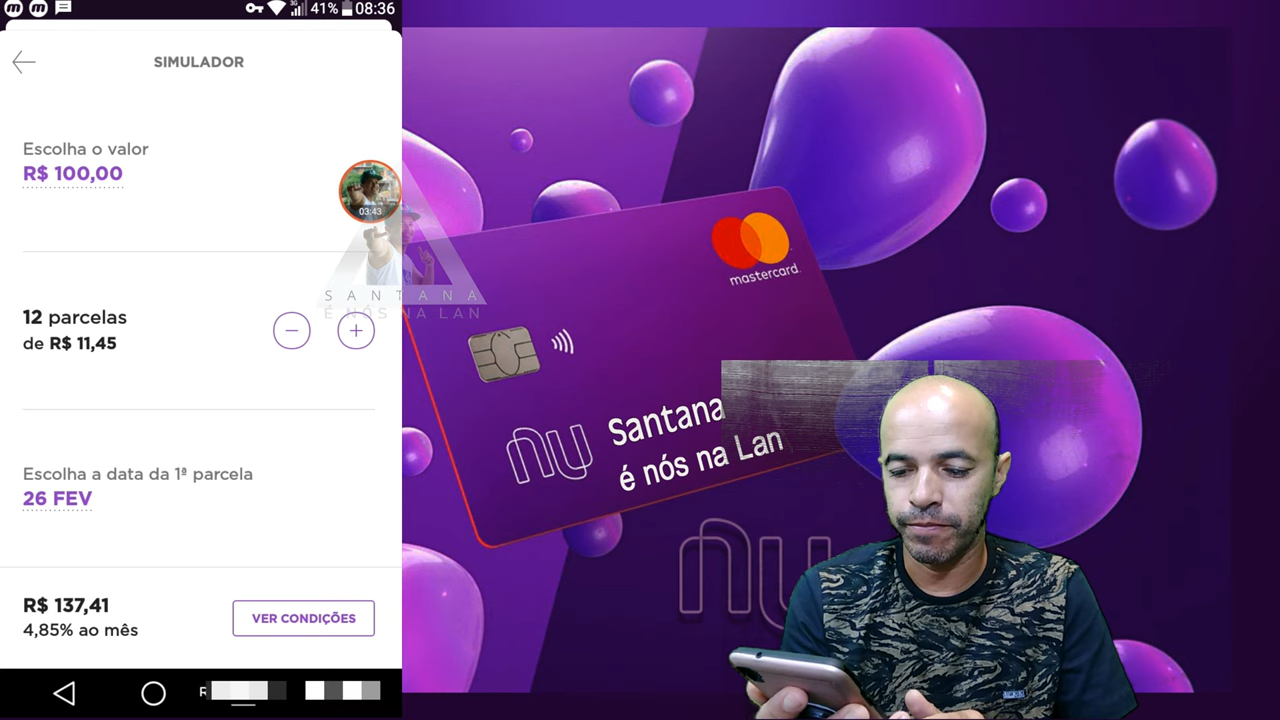 3G 41% 08:36
SIMULADOR
Escolha o valor
R$ 100,00
03:43
SANTANA
É NÓS NA LAN
12 parcelas
de R$ 11,45
Escolha a data da 1ª parcela
26 FEV
R$ 137,41
4,85% ao mês
VER CONDIÇÕES
R
mastercard.
nu
Santana
é nós na Lan
nu